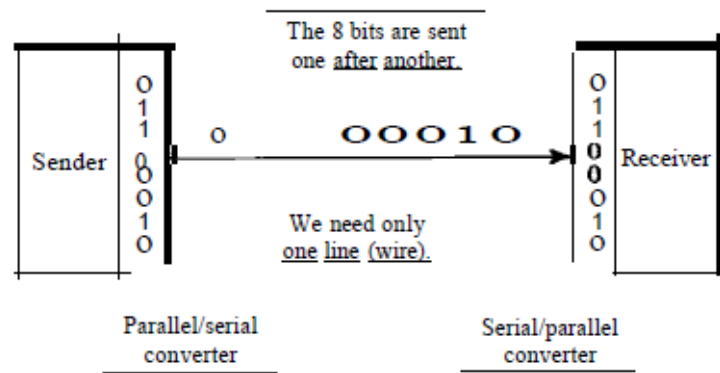 The 8 bits are sent
one after another.
Sender
0
1
1
0
0
0
1
0
0 00010
We need only
one line (wire).
0
1
1
0
0
0
1
0
Receiver
Parallel/serial
converter
Serial/parallel
converter